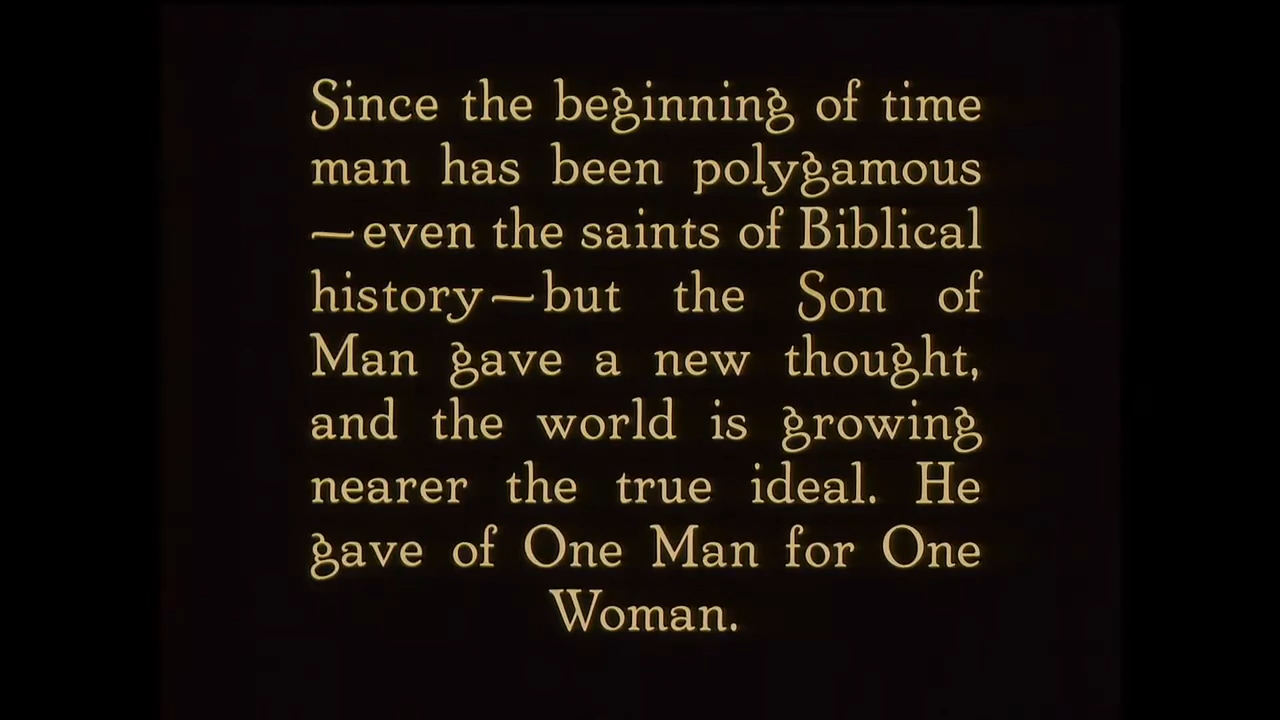 Since the beginning of time
man has been polygamous
—even the saints of Biblical
history—but the Son of
Man gave a new thought,
and the world is growing
nearer the true ideal. He
gave of One Man for One
Woman.